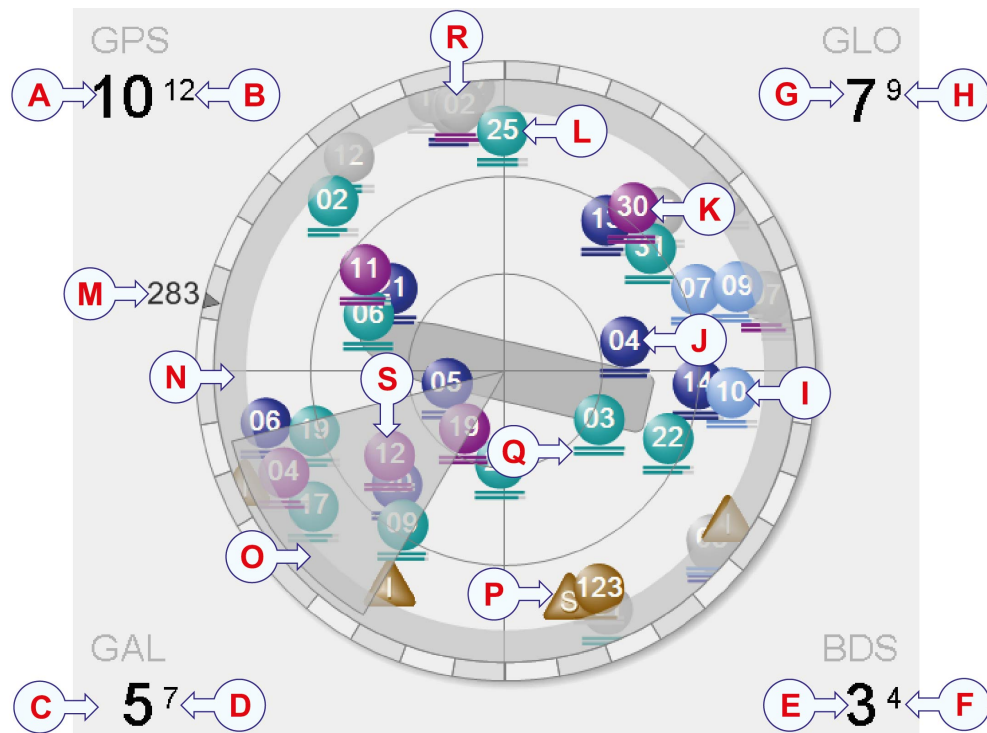 GPS
R
GLO
A 10 12 B
G 7 9 H
02
25 L
12
02
13 30 K
31
11
21
07 09 07
M 283
06
04 J
S
N
05
14 10 I
06 19
19
03
22
Q
04
12
17
09
O
I
I
P
S 123
GAL
BDS
C 5 7 D
E 3 4 F